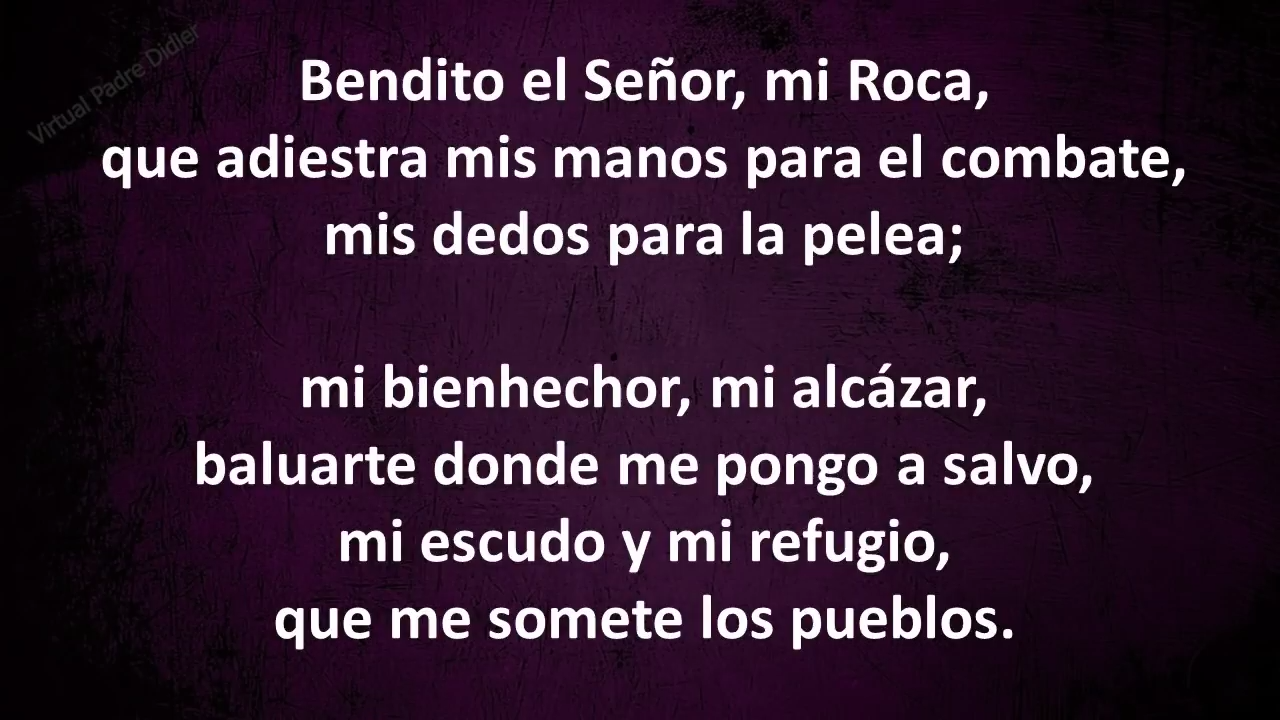 Virtual Padre Didier
Bendito el Señor, mi Roca,
que adiestra mis manos para el combate,
mis dedos para la pelea;
mi bienhechor, mi alcázar,
baluarte donde me pongo a salvo,
mi escudo y mi refugio,
que me somete los pueblos.